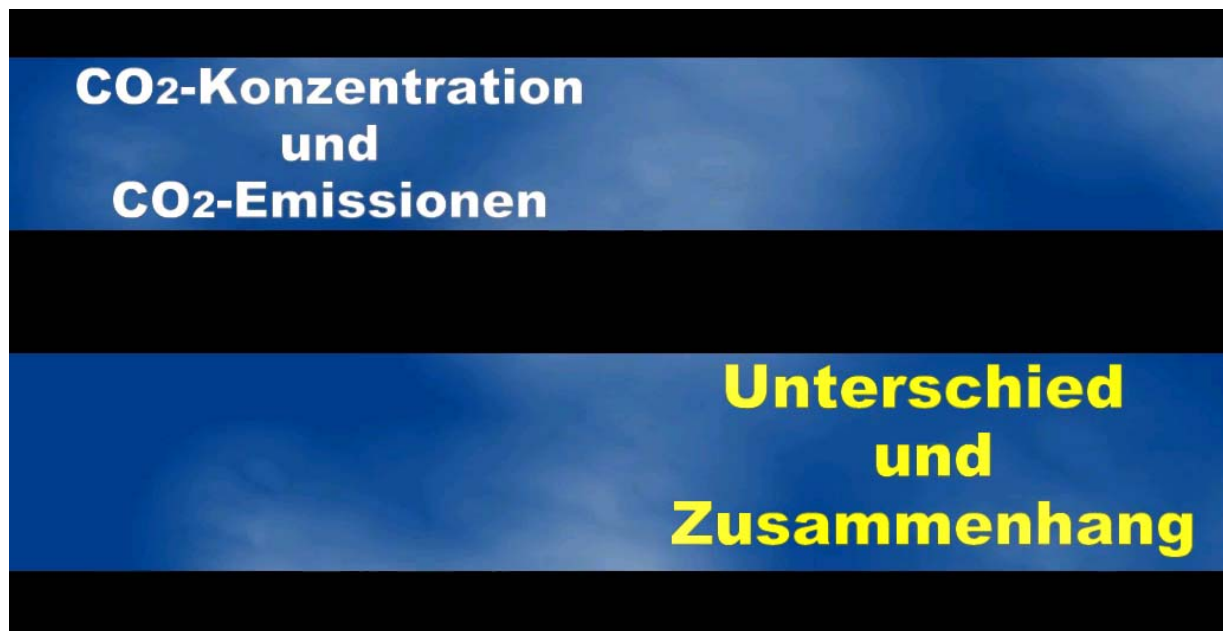 CO2-Konzentration
und
CO2-Emissionen
Unterschied
und
Zusammenhang